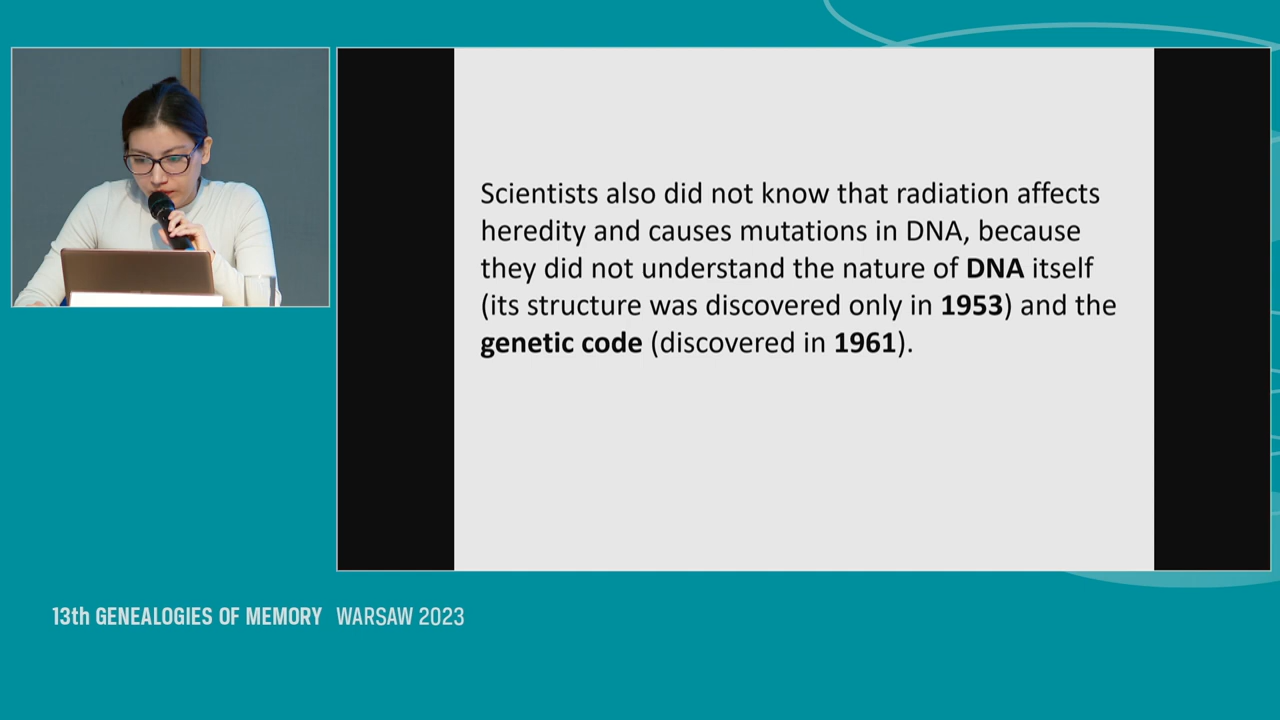 Scientists also did not know that radiation affects
heredity and causes mutations in DNA, because
they did not understand the nature of DNA itself
(its structure was discovered only in 1953) and the
genetic code (discovered in 1961).
13th GENEALOGIES OF MEMORY WARSAW 2023